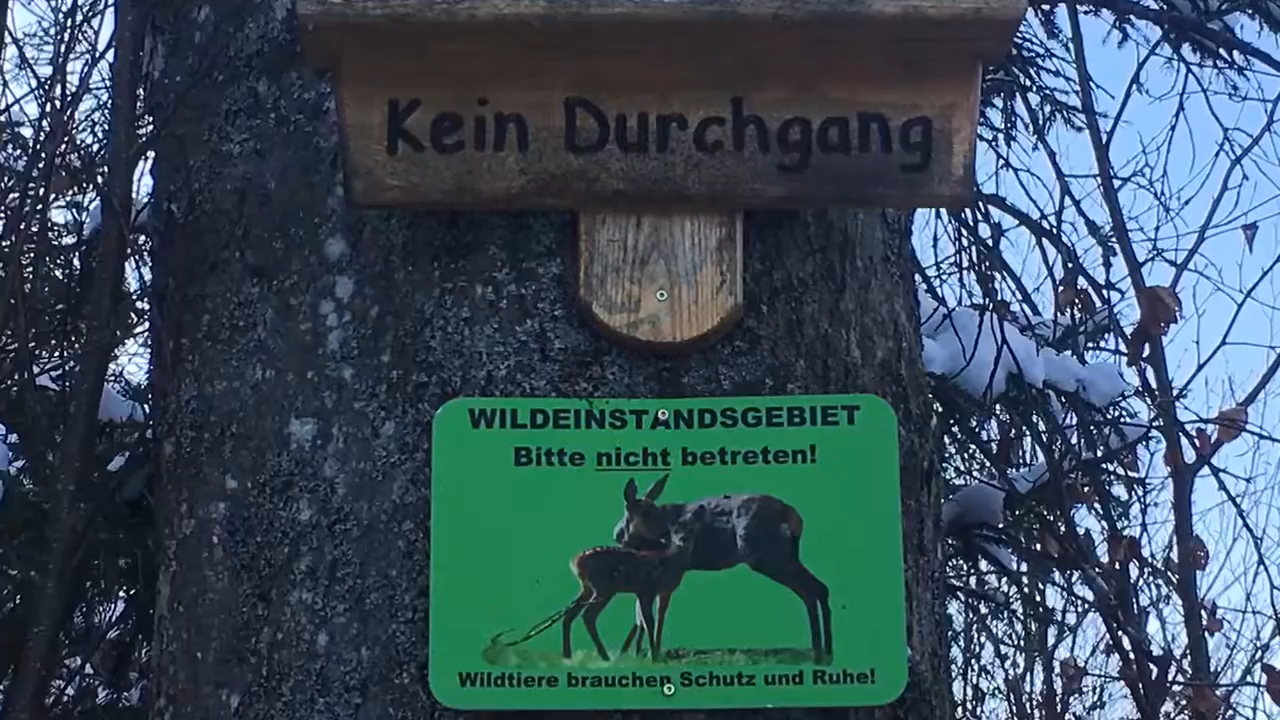 Kein Durchgang
WILDEINSTANDSGEBIET
Bitte nicht betreten!
Wildtiere brauchen Schutz und Ruhe!